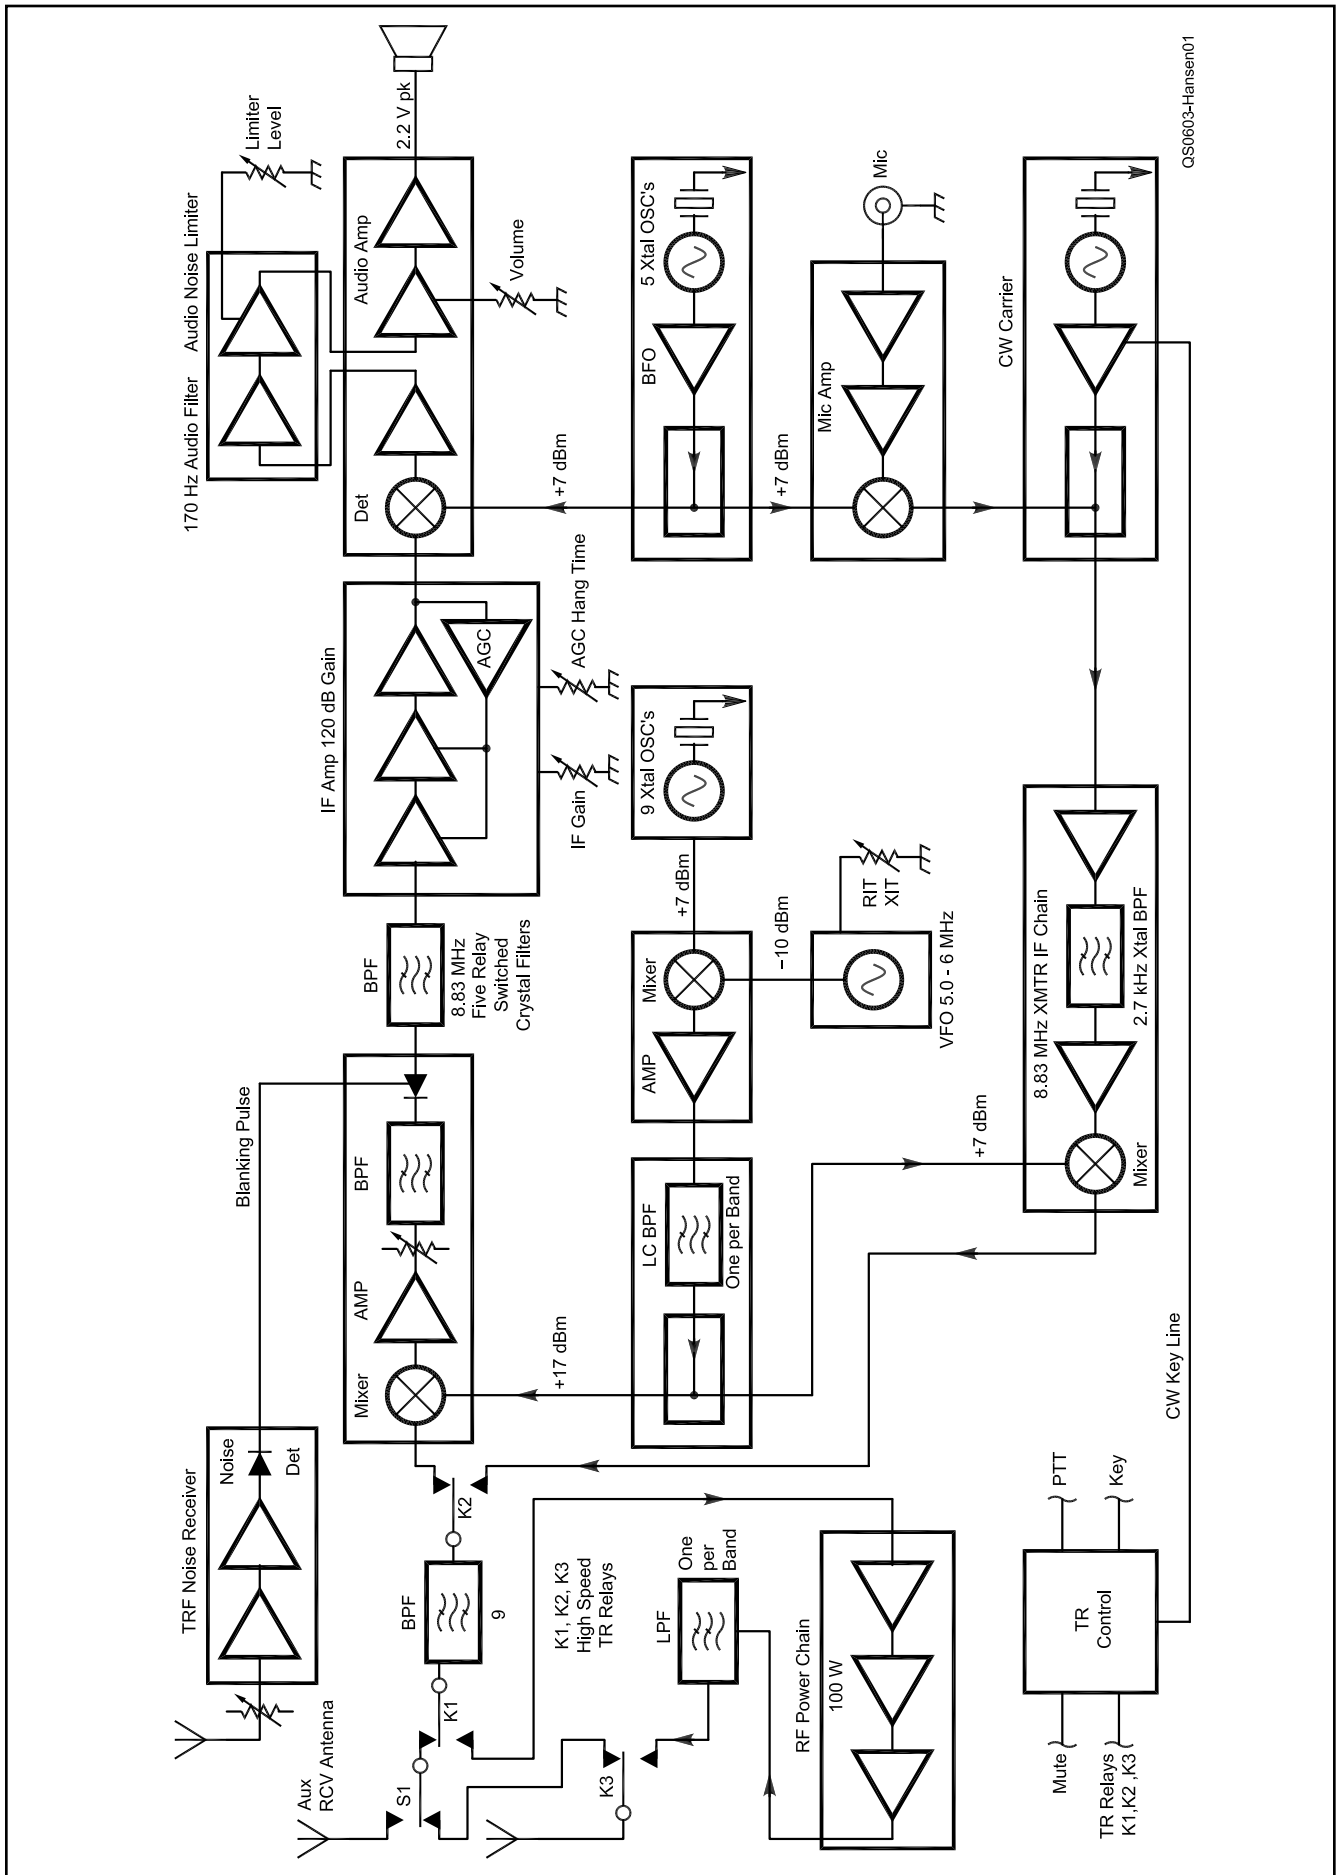 TRF Noise Receiver
Noise
Det
Blanking Pulse
170 Hz Audio Filter
Audio Noise Limiter
Limiter
Level
Aux
RCV Antenna
S1
K1
BPF
9
K2
Mixer
AMP
BPF
BPF
8.83 MHz
Five Relay
Switched
Crystal Filters
IF Amp 120 dB Gain
AGC
IF Gain
AGC Hang Time
Det
Audio Amp
Volume
2.2 V pk
K1, K2, K3
High Speed
TR Relays
K3
LPF
One
per
Band
+17 dBm
LC BPF
One per Band
AMP
Mixer
+7 dBm
9 Xtal OSC's
–10 dBm
VFO 5.0 - 6 MHz
RIT
XIT
+7 dBm
BFO
5 Xtal OSC's
+7 dBm
Mic Amp
Mic
RF Power Chain
100 W
+7 dBm
8.83 MHz XMTR IF Chain
Mixer
2.7 kHz Xtal BPF
CW Carrier
Mute
TR Relays
K1,K2 ,K3
TR
Control
PTT
Key
CW Key Line
QS0603-Hansen01